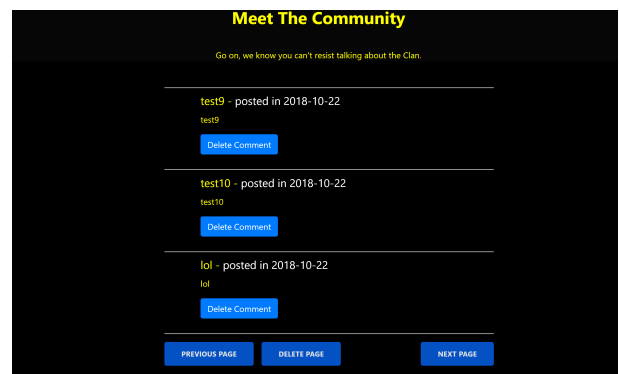 Meet The Community
Go on, we know you can't resist talking about the Clan.
test9 - posted in 2018-10-22
test9
Delete Comment
test10 - posted in 2018-10-22
test10
Delete Comment
lol - posted in 2018-10-22
lol
Delete Comment
PREVIOUS PAGE DELETE PAGE NEXT PAGE